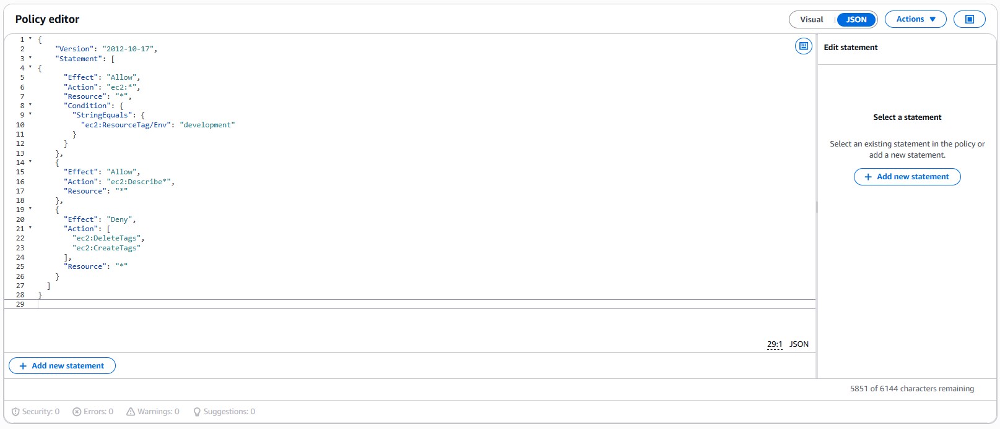 Policy editor
Visual JSON Actions
1 {
2 "Version": "2012-10-17",
3 "Statement": [
4 {
5 "Effect": "Allow",
6 "Action": "ec2:*",
7 "Resource": "*",
8 "Condition": {
9 "StringEquals": {
10 "ec2:ResourceTag/Env": "development"
11 }
12 }
13 },
14 {
15 "Effect": "Allow",
16 "Action": "ec2:Describe*",
17 "Resource": "*"
18 },
19 {
20 "Effect": "Deny",
21 "Action": [
22 "ec2:DeleteTags",
23 "ec2:CreateTags"
24 ],
25 "Resource": "*"
26 }
27 ]
28 }
29
29:1 JSON
+ Add new statement
Edit statement
Select a statement
Select an existing statement in the policy or
add a new statement.
+ Add new statement
5851 of 6144 characters remaining
Security: 0 Errors: 0 Warnings: 0 Suggestions: 0